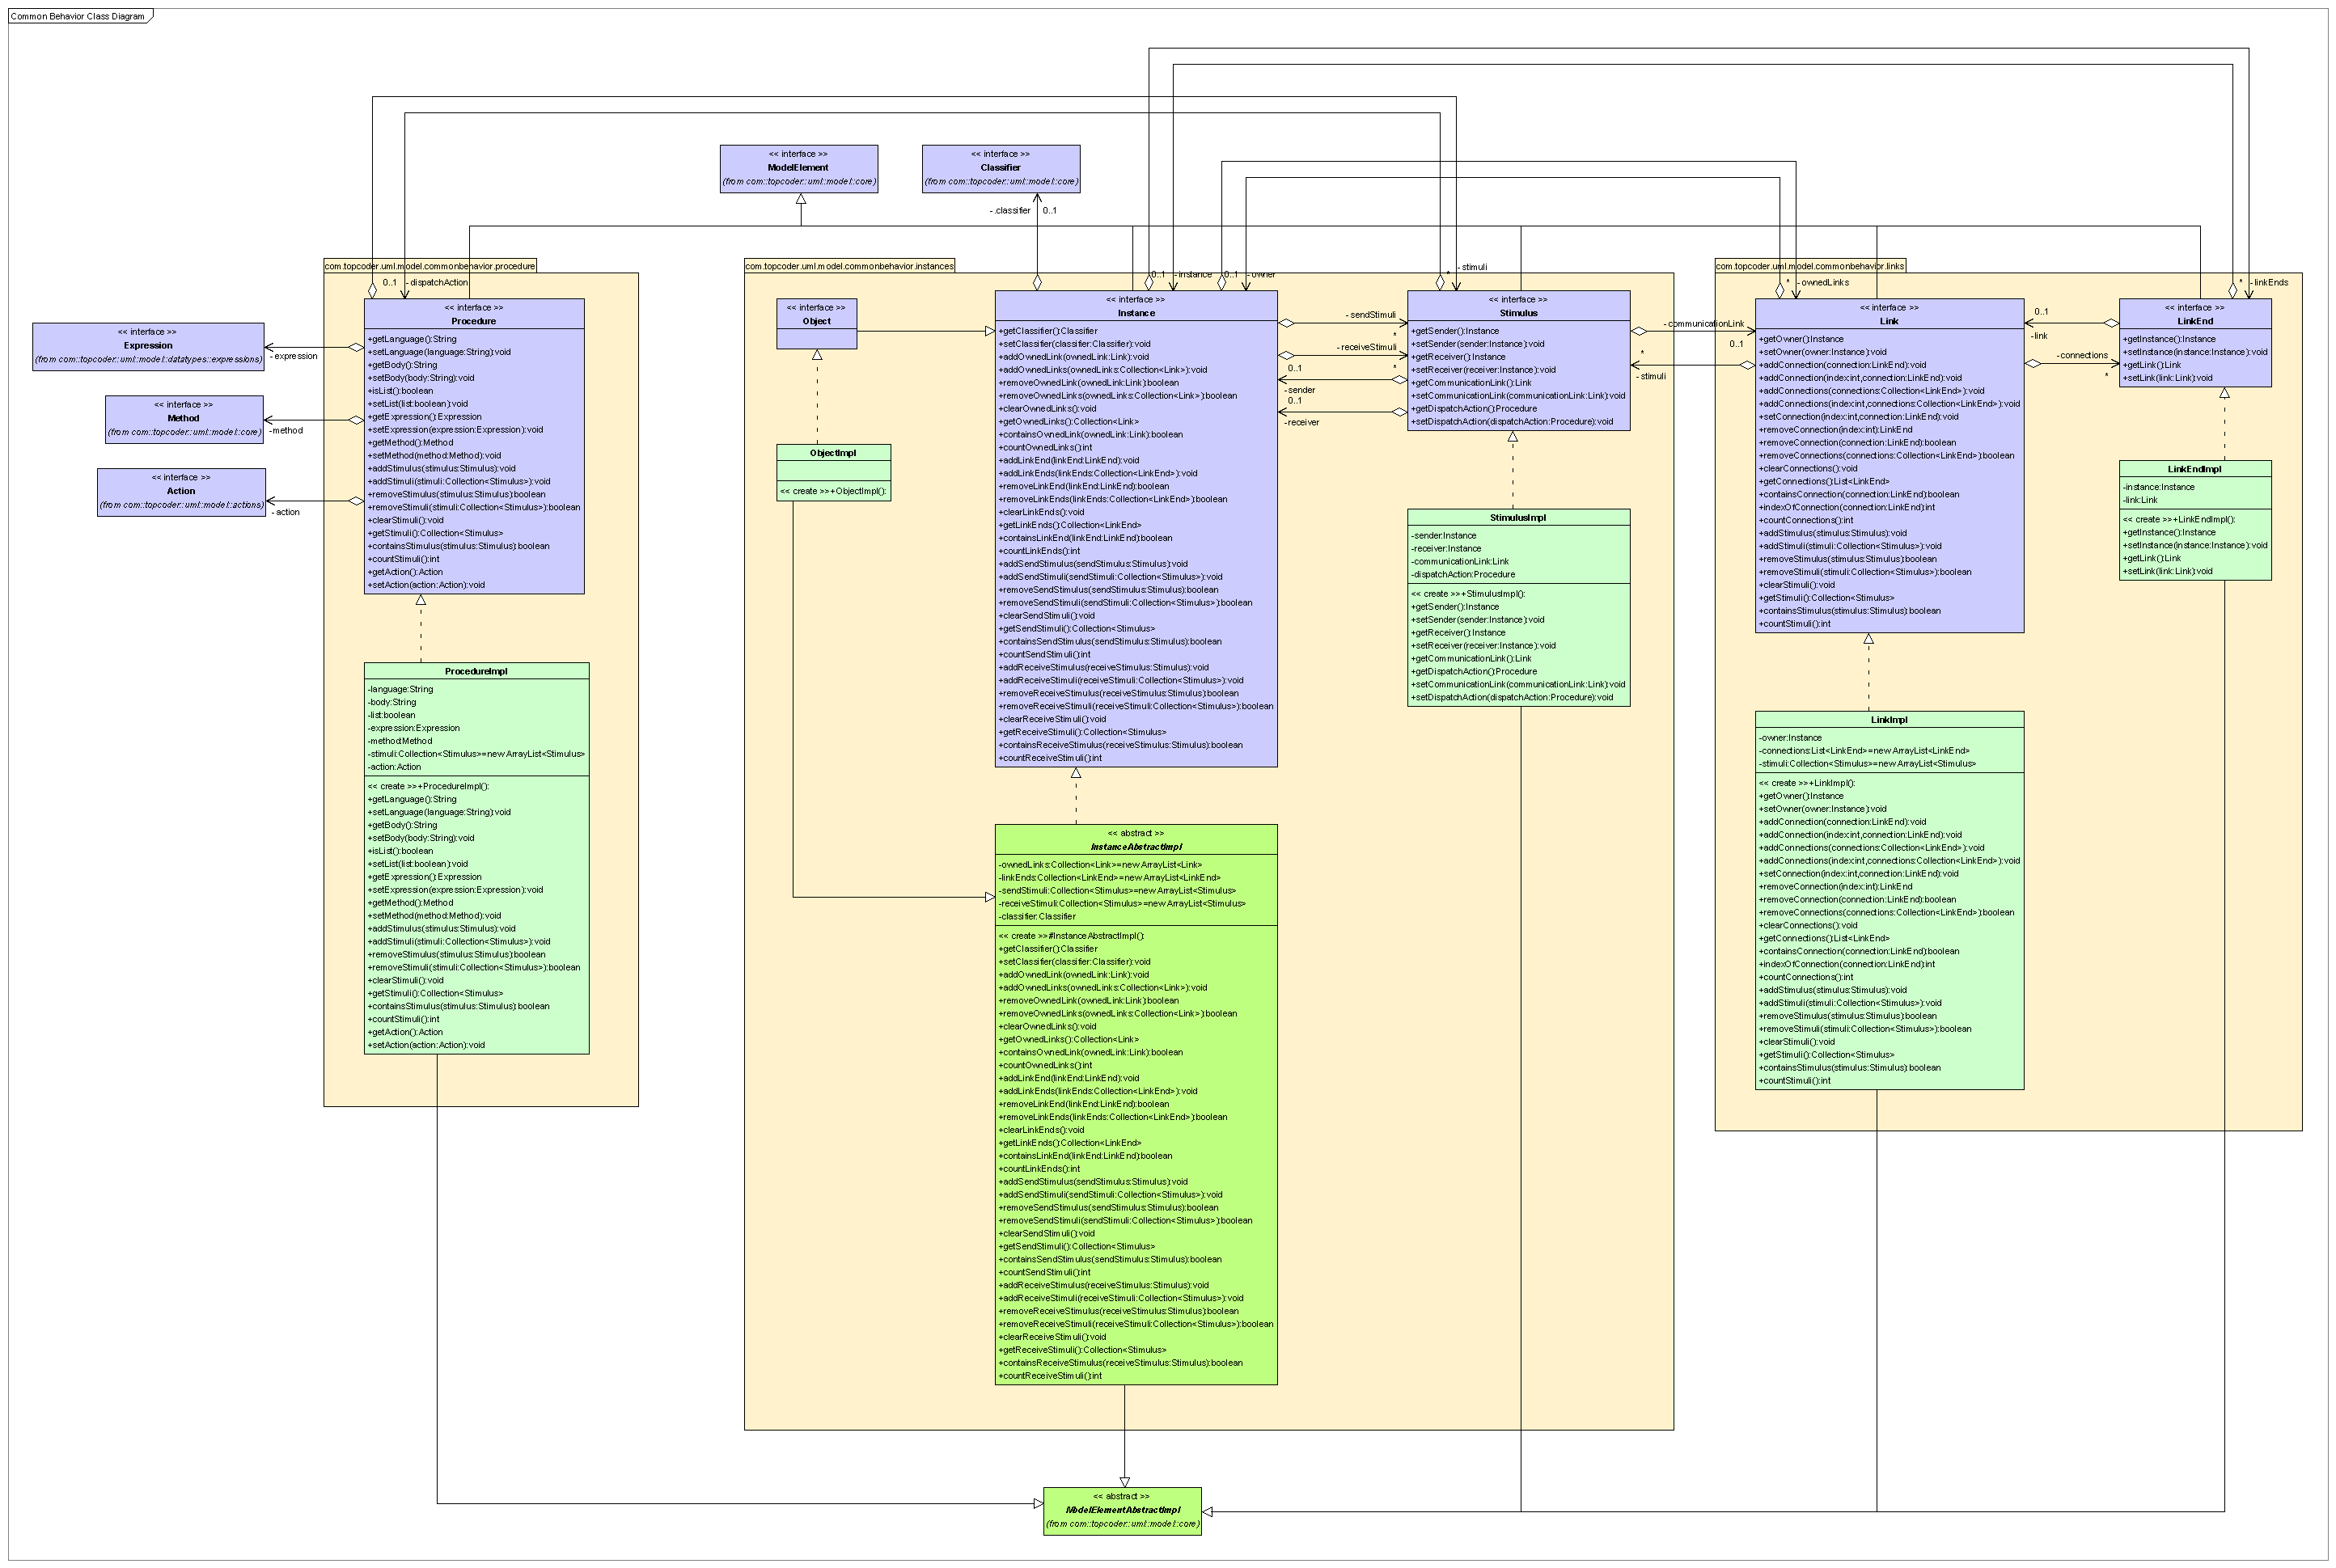 Common Behavior Class Diagram
<< interface >>
ModelElement
(from com::topcoder::uml::model::core)
<< interface >>
Classifier
(from com::topcoder::uml::model::core)
- .classifier
0..1
com.topcoder.uml.model.commonbehavior.procedure
0..1
- dispatchAction
<< interface >>
Procedure
+getLanguage():String
+setLanguage(language:String):void
+getBody():String
+setBody(body:String):void
+isList():boolean
+setList(list:boolean):void
+getExpression():Expression
+setExpression(expression:Expression):void
+getMethod():Method
+setMethod(method:Method):void
+addStimulus(stimulus:Stimulus):void
+addStimuli(stimuli:Collection<Stimulus>):void
+removeStimulus(stimulus:Stimulus):boolean
+removeStimuli(stimuli:Collection<Stimulus>):boolean
+clearStimuli():void
+getStimuli():Collection<Stimulus>
+containsStimulus(stimulus:Stimulus):boolean
+countStimuli():int
+getAction():Action
+setAction(action:Action):void
<< interface >>
Expression
(from com::topcoder::uml::model::datatypes::expressions)
- expression
<< interface >>
Method
(from com::topcoder::uml::model::core)
-method
<< interface >>
Action
(from com::topcoder::uml::model::actions)
- action
ProcedureImpl
-language:String
-body:String
-list:boolean
-expression:Expression
-method:Method
-stimuli:Collection<Stimulus>=new ArrayList<Stimulus>
-action:Action
<< create >>+ProcedureImpl():
+getLanguage():String
+setLanguage(language:String):void
+getBody():String
+setBody(body:String):void
+isList():boolean
+setList(list:boolean):void
+getExpression():Expression
+setExpression(expression:Expression):void
+getMethod():Method
+setMethod(method:Method):void
+addStimulus(stimulus:Stimulus):void
+addStimuli(stimuli:Collection<Stimulus>):void
+removeStimulus(stimulus:Stimulus):boolean
+removeStimuli(stimuli:Collection<Stimulus>):boolean
+clearStimuli():void
+getStimuli():Collection<Stimulus>
+containsStimulus(stimulus:Stimulus):boolean
+countStimuli():int
+getAction():Action
+setAction(action:Action):void
com.topcoder.uml.model.commonbehavior.instances
<< interface >>
Object
ObjectImpl
<< create >>+ObjectImpl():
0..1
- instance
0..1
- owner
<< interface >>
Instance
+getClassifier():Classifier
+setClassifier(classifier:Classifier):void
+addOwnedLink(ownedLink:Link):void
+addOwnedLinks(ownedLinks:Collection<Link>):void
+removeOwnedLink(ownedLink:Link):boolean
+removeOwnedLinks(ownedLinks:Collection<Link>):boolean
+clearOwnedLinks():void
+getOwnedLinks():Collection<Link>
+containsOwnedLink(ownedLink:Link):boolean
+countOwnedLinks():int
+addLinkEnd(linkEnd:LinkEnd):void
+addLinkEnds(linkEnds:Collection<LinkEnd>):void
+removeLinkEnd(linkEnd:LinkEnd):boolean
+removeLinkEnds(linkEnds:Collection<LinkEnd>):boolean
+clearLinkEnds():void
+getLinkEnds():Collection<LinkEnd>
+containsLinkEnd(linkEnd:LinkEnd):boolean
+countLinkEnds():int
+addSendStimulus(sendStimulus:Stimulus):void
+addSendStimuli(sendStimuli:Collection<Stimulus>):void
+removeSendStimulus(sendStimulus:Stimulus):boolean
+removeSendStimuli(sendStimuli:Collection<Stimulus>):boolean
+clearSendStimuli():void
+getSendStimuli():Collection<Stimulus>
+containsSendStimulus(sendStimulus:Stimulus):boolean
+countSendStimuli():int
+addReceiveStimulus(receiveStimulus:Stimulus):void
+addReceiveStimuli(receiveStimuli:Collection<Stimulus>):void
+removeReceiveStimulus(receiveStimulus:Stimulus):boolean
+removeReceiveStimuli(receiveStimuli:Collection<Stimulus>):boolean
+clearReceiveStimuli():void
+getReceiveStimuli():Collection<Stimulus>
+containsReceiveStimulus(receiveStimulus:Stimulus):boolean
+countReceiveStimuli():int
<< abstract >>
InstanceAbstractImpl
-ownedLinks:Collection<Link>=new ArrayList<Link>
-linkEnds:Collection<LinkEnd>=new ArrayList<LinkEnd>
-sendStimuli:Collection<Stimulus>=new ArrayList<Stimulus>
-receiveStimuli:Collection<Stimulus>=new ArrayList<Stimulus>
-classifier:Classifier
<< create >>#InstanceAbstractImpl():
+getClassifier():Classifier
+setClassifier(classifier:Classifier):void
+addOwnedLink(ownedLink:Link):void
+addOwnedLinks(ownedLinks:Collection<Link>):void
+removeOwnedLink(ownedLink:Link):boolean
+removeOwnedLinks(ownedLinks:Collection<Link>):boolean
+clearOwnedLinks():void
+getOwnedLinks():Collection<Link>
+containsOwnedLink(ownedLink:Link):boolean
+countOwnedLinks():int
+addLinkEnd(linkEnd:LinkEnd):void
+addLinkEnds(linkEnds:Collection<LinkEnd>):void
+removeLinkEnd(linkEnd:LinkEnd):boolean
+removeLinkEnds(linkEnds:Collection<LinkEnd>):boolean
+clearLinkEnds():void
+getLinkEnds():Collection<LinkEnd>
+containsLinkEnd(linkEnd:LinkEnd):boolean
+countLinkEnds():int
+addSendStimulus(sendStimulus:Stimulus):void
+addSendStimuli(sendStimuli:Collection<Stimulus>):void
+removeSendStimulus(sendStimulus:Stimulus):boolean
+removeSendStimuli(sendStimuli:Collection<Stimulus>):boolean
+clearSendStimuli():void
+getSendStimuli():Collection<Stimulus>
+containsSendStimulus(sendStimulus:Stimulus):boolean
+countSendStimuli():int
+addReceiveStimulus(receiveStimulus:Stimulus):void
+addReceiveStimuli(receiveStimuli:Collection<Stimulus>):void
+removeReceiveStimulus(receiveStimulus:Stimulus):boolean
+removeReceiveStimuli(receiveStimuli:Collection<Stimulus>):boolean
+clearReceiveStimuli():void
+getReceiveStimuli():Collection<Stimulus>
+containsReceiveStimulus(receiveStimulus:Stimulus):boolean
+countReceiveStimuli():int
- sendStimuli
*
- receiveStimuli
0..1
*
-sender
0..1
-receiver
*
- stimuli
<< interface >>
Stimulus
+getSender():Instance
+setSender(sender:Instance):void
+getReceiver():Instance
+setReceiver(receiver:Instance):void
+getCommunicationLink():Link
+setCommunicationLink(communicationLink:Link):void
+getDispatchAction():Procedure
+setDispatchAction(dispatchAction:Procedure):void
StimulusImpl
-sender:Instance
-receiver:Instance
-communicationLink:Link
-dispatchAction:Procedure
<< create >>+StimulusImpl():
+getSender():Instance
+setSender(sender:Instance):void
+getReceiver():Instance
+setReceiver(receiver:Instance):void
+getCommunicationLink():Link
+getDispatchAction():Procedure
+setCommunicationLink(communicationLink:Link):void
+setDispatchAction(dispatchAction:Procedure):void
- communicationLink
0..1
*
- stimuli
com.topcoder.uml.model.commonbehavior.links
*
- ownedLinks
<< interface >>
Link
+getOwner():Instance
+setOwner(owner:Instance):void
+addConnection(connection:LinkEnd):void
+addConnection(index:int,connection:LinkEnd):void
+addConnections(connections:Collection<LinkEnd>):void
+addConnections(index:int,connections:Collection<LinkEnd>):void
+setConnection(index:int,connection:LinkEnd):void
+removeConnection(index:int):LinkEnd
+removeConnection(connection:LinkEnd):boolean
+removeConnections(connections:Collection<LinkEnd>):boolean
+clearConnections():void
+getConnections():List<LinkEnd>
+containsConnection(connection:LinkEnd):boolean
+indexOfConnection(connection:LinkEnd):int
+countConnections():int
+addStimulus(stimulus:Stimulus):void
+addStimuli(stimuli:Collection<Stimulus>):void
+removeStimulus(stimulus:Stimulus):boolean
+removeStimuli(stimuli:Collection<Stimulus>):boolean
+clearStimuli():void
+getStimuli():Collection<Stimulus>
+containsStimulus(stimulus:Stimulus):boolean
+countStimuli():int
LinkImpl
-owner:Instance
-connections:List<LinkEnd>=new ArrayList<LinkEnd>
-stimuli:Collection<Stimulus>=new ArrayList<Stimulus>
<< create >>+LinkImpl():
+getOwner():Instance
+setOwner(owner:Instance):void
+addConnection(connection:LinkEnd):void
+addConnection(index:int,connection:LinkEnd):void
+addConnections(connections:Collection<LinkEnd>):void
+addConnections(index:int,connections:Collection<LinkEnd>):void
+setConnection(index:int,connection:LinkEnd):void
+removeConnection(index:int):LinkEnd
+removeConnection(connection:LinkEnd):boolean
+removeConnections(connections:Collection<LinkEnd>):boolean
+clearConnections():void
+getConnections():List<LinkEnd>
+containsConnection(connection:LinkEnd):boolean
+indexOfConnection(connection:LinkEnd):int
+countConnections():int
+addStimulus(stimulus:Stimulus):void
+addStimuli(stimuli:Collection<Stimulus>):void
+removeStimulus(stimulus:Stimulus):boolean
+removeStimuli(stimuli:Collection<Stimulus>):boolean
+clearStimuli():void
+getStimuli():Collection<Stimulus>
+containsStimulus(stimulus:Stimulus):boolean
+countStimuli():int
0..1
-link
-connections
*
*
-linkEnds
<< interface >>
LinkEnd
+getInstance():Instance
+setInstance(instance:Instance):void
+getLink():Link
+setLink(link:Link):void
LinkEndImpl
-instance:Instance
-link:Link
<< create >>+LinkEndImpl():
+getInstance():Instance
+setInstance(instance:Instance):void
+getLink():Link
+setLink(link:Link):void
<< abstract >>
ModelElementAbstractImpl
(from com::topcoder::uml::model::core)